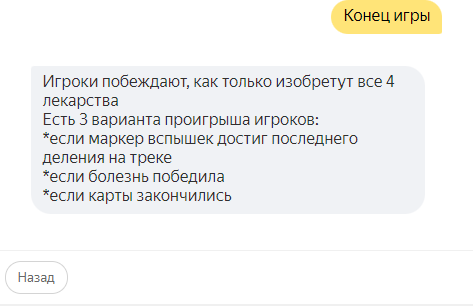 Конец игры
Игроки побеждают, как только изобретут все 4
лекарства
Есть 3 варианта проигрыша игроков:
*если маркер вспышек достиг последнего
деления на треке
*если болезнь победила
*если карты закончились
Назад